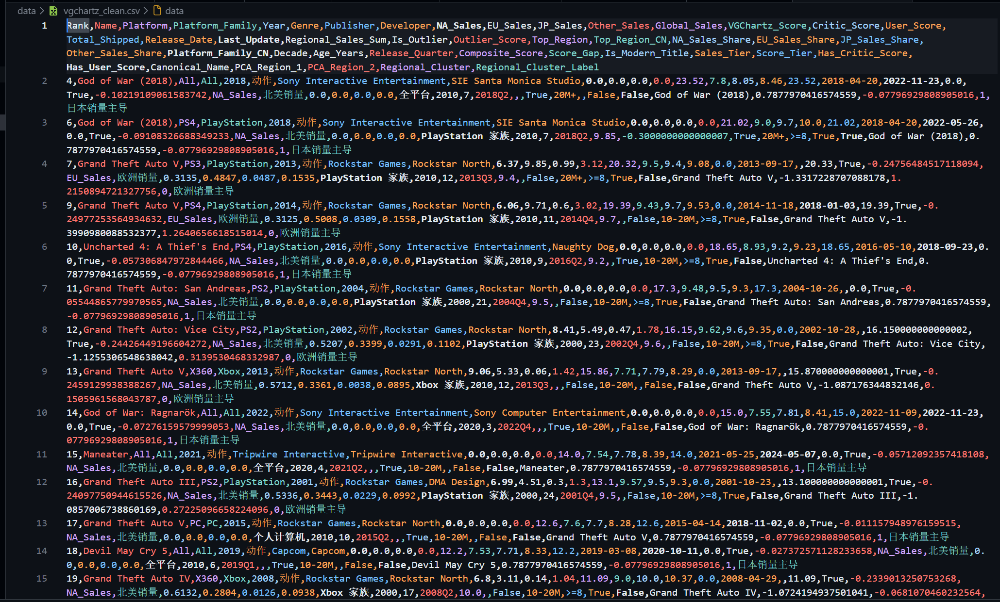 data > vgchartz_clean.csv > data
1 Rank,Name,Platform,Platform_Family,Year,Genre,Publisher,Developer,NA_Sales,EU_Sales,JP_Sales,Other_Sales,Global_Sales,VGChartz_Score,Critic_Score,User_Score,
Total_Shipped,Release_Date,Last_Update,Regional_Sales_Sum,Is_Outlier,Outlier_Score,Top_Region,Top_Region_CN,NA_Sales_Share,EU_Sales_Share,JP_Sales_Share,
Other_Sales_Share,Platform_Family_CN,Decade,Age_Years,Release_Quarter,Composite_Score,Score_Gap,Is_Modern_Title,Sales_Tier,Score_Tier,Has_Critic_Score,
Has_User_Score,Canonical_Name,PCA_Region_1,PCA_Region_2,Regional_Cluster,Regional_Cluster_Label
2 4,God of War (2018),All,All,2018,动作,Sony Interactive Entertainment,SIE Santa Monica Studio,0.0,0.0,0.0,0.0,23.52,7.8,8.05,8.46,23.52,2018-04-20,2022-11-23,0.0,
True,-0.10219109061583742,NA_Sales,北美销量,0.0,0.0,0.0,0.0,全平台,2010,7,2018Q2,,,True,20M+,,False,False,God of War (2018),0.7877970416574559,-0.07796929808905016,1,
日本销量主导
3 6,God of War (2018),PS4,PlayStation,2018,动作,Sony Interactive Entertainment,SIE Santa Monica Studio,0.0,0.0,0.0,0.0,21.02,9.0,9.7,10.0,21.02,2018-04-20,2022-05-26,
0.0,True,-0.09108326688349233,NA_Sales,北美销量,0.0,0.0,0.0,0.0,PlayStation 家族,2010,7,2018Q2,9.85,-0.3000000000000007,True,20M+,>=8,True,True,God of War (2018),0.
7877970416574559,-0.07796929808905016,1,日本销量主导
4 7,Grand Theft Auto V,PS3,PlayStation,2013,动作,Rockstar Games,Rockstar North,6.37,9.85,0.99,3.12,20.32,9.5,9.4,9.08,0.0,2013-09-17,,20.33,True,-0.24756484517118094,
EU_Sales,欧洲销量,0.3135,0.4847,0.0487,0.1535,PlayStation 家族,2010,12,2013Q3,9.4,,False,20M+,>=8,True,False,Grand Theft Auto V,-1.3317228707088178,1.
2150894721327756,0,欧洲销量主导
5 9,Grand Theft Auto V,PS4,PlayStation,2014,动作,Rockstar Games,Rockstar North,6.06,9.71,0.6,3.02,19.39,9.43,9.7,9.53,0.0,2014-11-18,2018-01-03,19.39,True,-0.
24977253564934632,EU_Sales,欧洲销量,0.3125,0.5008,0.0309,0.1558,PlayStation 家族,2010,11,2014Q4,9.7,,False,10-20M,>=8,True,False,Grand Theft Auto V,-1.
3990980088532377,1.2640656618515014,0,欧洲销量主导
6 10,Uncharted 4: A Thief's End,PS4,PlayStation,2016,动作,Sony Interactive Entertainment,Naughty Dog,0.0,0.0,0.0,0.0,18.65,8.93,9.2,9.23,18.65,2016-05-10,2018-09-23,0.
0,True,-0.057306847972844466,NA_Sales,北美销量,0.0,0.0,0.0,0.0,PlayStation 家族,2010,9,2016Q2,9.2,,True,10-20M,>=8,True,False,Uncharted 4: A Thief's End,0.
7877970416574559,-0.07796929808905016,1,日本销量主导
7 11,Grand Theft Auto: San Andreas,PS2,PlayStation,2004,动作,Rockstar Games,Rockstar North,0.0,0.0,0.0,0.0,17.3,9.48,9.5,9.3,17.3,2004-10-26,,0.0,True,-0.
05544865779970565,NA_Sales,北美销量,0.0,0.0,0.0,0.0,PlayStation 家族,2000,21,2004Q4,9.5,,False,10-20M,>=8,True,False,Grand Theft Auto: San Andreas,0.7877970416574559,
-0.07796929808905016,1,日本销量主导
8 12,Grand Theft Auto: Vice City,PS2,PlayStation,2002,动作,Rockstar Games,Rockstar North,8.41,5.49,0.47,1.78,16.15,9.62,9.6,9.35,0.0,2002-10-28,,16.150000000000002,
True,-0.24426449196604272,NA_Sales,北美销量,0.5207,0.3399,0.0291,0.1102,PlayStation 家族,2000,23,2002Q4,9.6,,False,10-20M,>=8,True,False,Grand Theft Auto: Vice City,
-1.1255306548638042,0.3139530468332987,0,欧洲销量主导
9 13,Grand Theft Auto V,X360,Xbox,2013,动作,Rockstar Games,Rockstar North,9.06,5.33,0.06,1.42,15.86,7.71,7.79,8.29,0.0,2013-09-17,,15.870000000000001,True,-0.
2459129938388267,NA_Sales,北美销量,0.5712,0.3361,0.0038,0.0895,Xbox 家族,2010,12,2013Q3,,,False,10-20M,,False,False,Grand Theft Auto V,-1.087176344832146,0.
1505961568043787,0,欧洲销量主导
10 14,God of War: Ragnarök,All,All,2022,动作,Sony Interactive Entertainment,Sony Computer Entertainment,0.0,0.0,0.0,0.0,15.0,7.55,7.81,8.41,15.0,2022-11-09,2022-11-23,
0.0,True,-0.07276159579999053,NA_Sales,北美销量,0.0,0.0,0.0,0.0,全平台,2020,3,2022Q4,,,True,10-20M,,False,False,God of War: Ragnarök,0.7877970416574559,-0.
07796929808905016,1,日本销量主导
11 15,Maneater,All,All,2021,动作,Tripwire Interactive,Tripwire Interactive,0.0,0.0,0.0,0.0,14.0,7.54,7.78,8.39,14.0,2021-05-25,2024-05-07,0.0,True,-0.05712092357418108,
NA_Sales,北美销量,0.0,0.0,0.0,0.0,全平台,2020,4,2021Q2,,,True,10-20M,,False,False,Maneater,0.7877970416574559,-0.07796929808905016,1,日本销量主导
12 16,Grand Theft Auto III,PS2,PlayStation,2001,动作,Rockstar Games,DMA Design,6.99,4.51,0.3,1.3,13.1,9.57,9.5,9.3,0.0,2001-10-23,,13.100000000000001,True,-0.
24097750944615526,NA_Sales,北美销量,0.5336,0.3443,0.0229,0.0992,PlayStation 家族,2000,24,2001Q4,9.5,,False,10-20M,>=8,True,False,Grand Theft Auto III,-1.
0857006738860169,0.27225096658224096,0,欧洲销量主导
13 17,Grand Theft Auto V,PC,PC,2015,动作,Rockstar Games,Rockstar North,0.0,0.0,0.0,0.0,12.6,7.6,7.7,8.28,12.6,2015-04-14,2018-11-02,0.0,True,-0.011157948976159515,
NA_Sales,北美销量,0.0,0.0,0.0,0.0,个人计算机,2010,10,2015Q2,,,True,10-20M,,False,False,Grand Theft Auto V,0.7877970416574559,-0.07796929808905016,1,日本销量主导
14 18,Devil May Cry 5,All,All,2019,动作,Capcom,Capcom,0.0,0.0,0.0,0.0,12.2,7.53,7.71,8.33,12.2,2019-03-08,2020-10-11,0.0,True,-0.027372571128233658,NA_Sales,北美销量,0.
0,0.0,0.0,0.0,全平台,2010,6,2019Q1,,,True,10-20M,,False,False,Devil May Cry 5,0.7877970416574559,-0.07796929808905016,1,日本销量主导
15 19,Grand Theft Auto IV,X360,Xbox,2008,动作,Rockstar Games,Rockstar North,6.8,3.11,0.14,1.04,11.09,9.0,10.0,10.37,0.0,2008-04-29,,11.09,True,-0.2339013250753268,
NA_Sales,北美销量,0.6132,0.2804,0.0126,0.0938,Xbox 家族,2000,17,2008Q2,10.0,,False,10-20M,>=8,True,False,Grand Theft Auto IV,-1.0724194937501041,-0.0681070460232564,